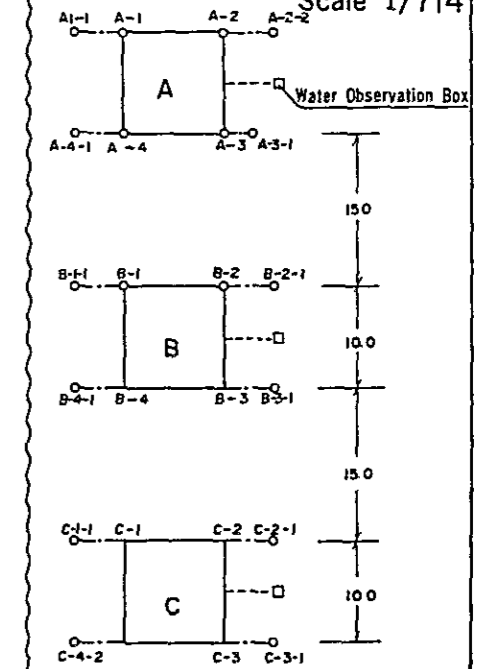 Scale 1/714
A1-1 A-1 A-2 A-2-2
A
Water Observation Box
A-4-1 A-4 A-3 A-3-1
15.0
B-1-1 B-1 B-2 B-2-1
B
10.0
B-4-1 B-4 B-3 B-3-1
15.0
C-1-1 C-1 C-2 C-2-1
C
10.0
C-4-2 C-3 C-3-1